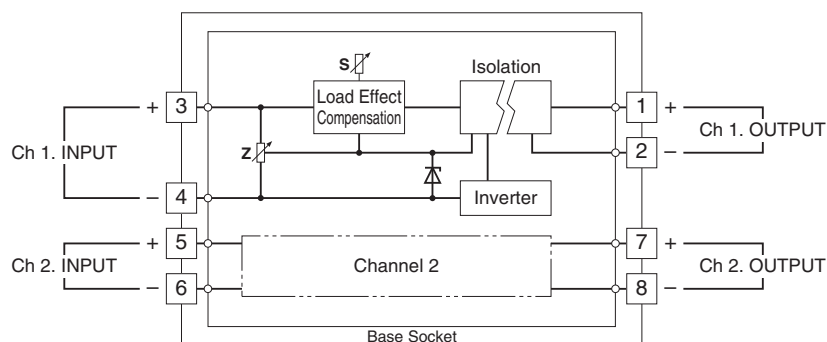 S
Isolation
Load Effect
Compensation
+ 3
1 +
Ch 1. INPUT
Ch 1. OUTPUT
Z
2 −
− 4
Inverter
+ 5
7 +
Ch 2. INPUT
Channel 2
Ch 2. OUTPUT
− 6
8 −
Base Socket